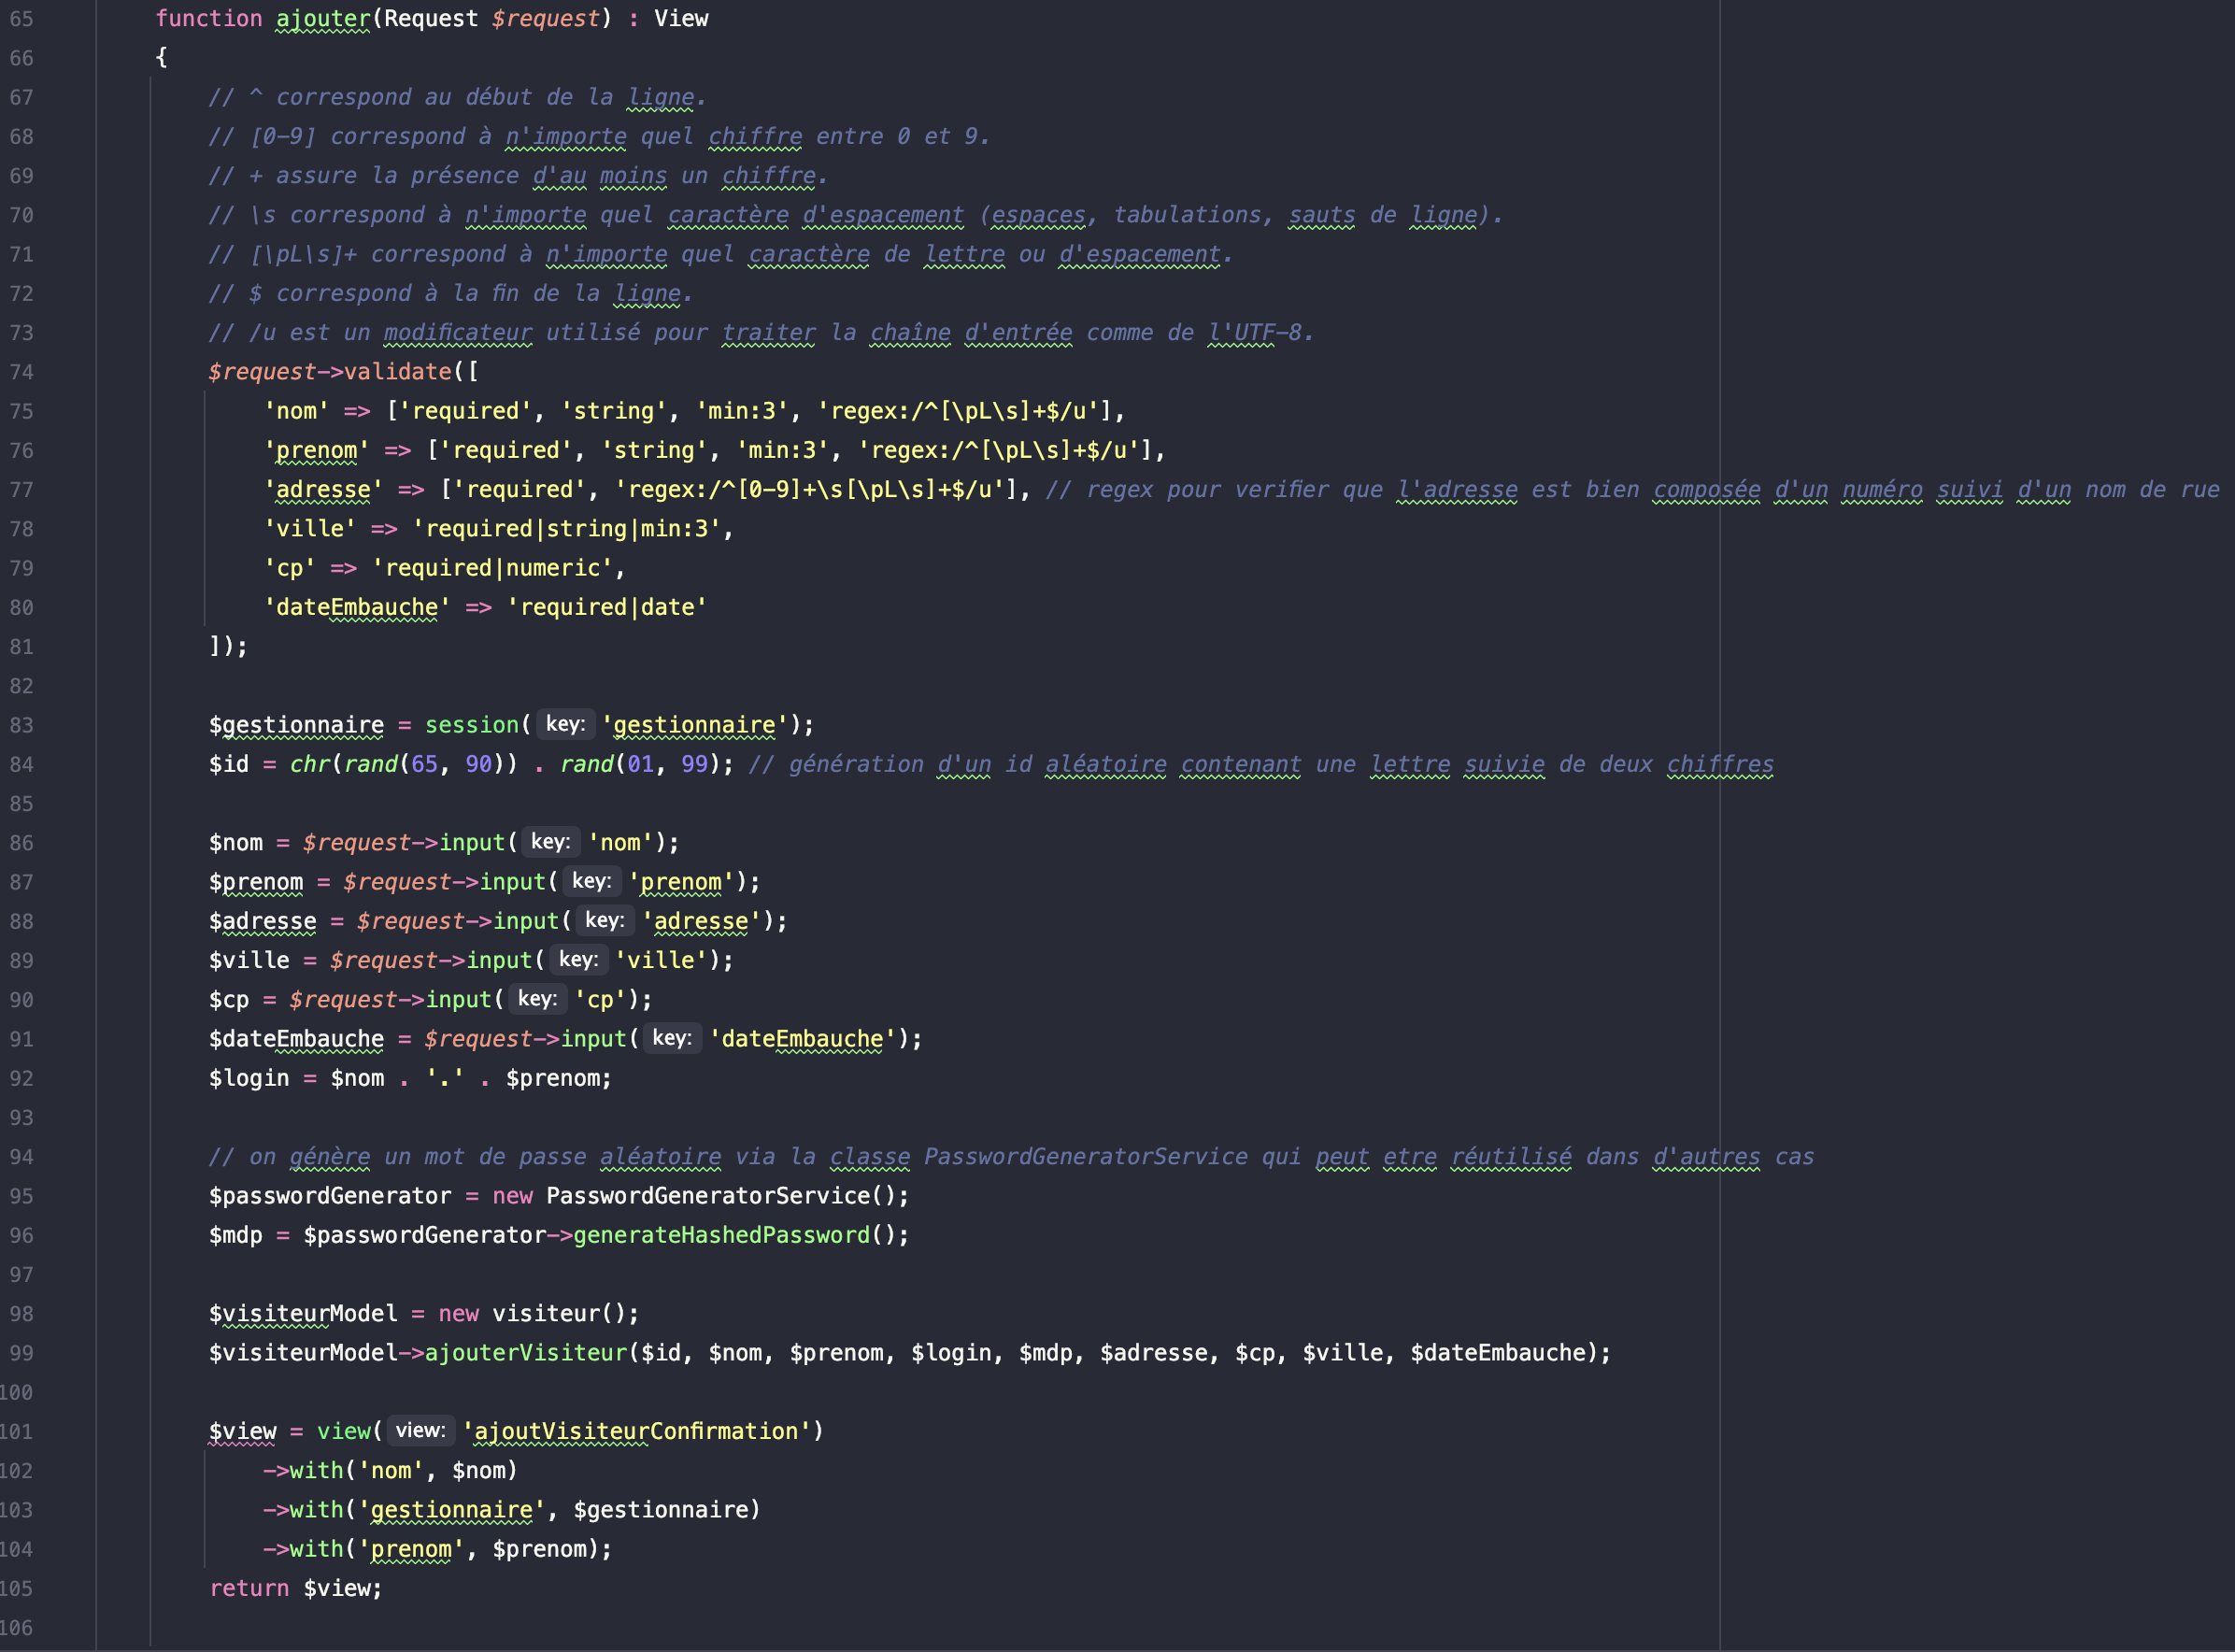 65 function ajouter(Request $request) : View
66 {
67 // ^ correspond au début de la ligne.
68 // [0-9] correspond à n'importe quel chiffre entre 0 et 9.
69 // + assure la présence d'au moins un chiffre.
70 // \s correspond à n'importe quel caractère d'espacement (espaces, tabulations, sauts de ligne).
71 // [\pL\s]+ correspond à n'importe quel caractère de lettre ou d'espacement.
72 // $ correspond à la fin de la ligne.
73 // /u est un modificateur utilisé pour traiter la chaîne d'entrée comme de l'UTF-8.
74 $request->validate([
75 'nom' => ['required', 'string', 'min:3', 'regex:/^[\pL\s]+$/u'],
76 'prenom' => ['required', 'string', 'min:3', 'regex:/^[\pL\s]+$/u'],
77 'adresse' => ['required', 'regex:/^[0-9]+\s[\pL\s]+$/u'], // regex pour verifier que l'adresse est bien composée d'un numéro suivi d'un nom de rue
78 'ville' => 'required|string|min:3',
79 'cp' => 'required|numeric',
80 'dateEmbauche' => 'required|date'
81 ]);
82
83 $gestionnaire = session( key: 'gestionnaire');
84 $id = chr(rand(65, 90)) . rand(01, 99); // génération d'un id aléatoire contenant une lettre suivie de deux chiffres
85
86 $nom = $request->input( key: 'nom');
87 $prenom = $request->input( key: 'prenom');
88 $adresse = $request->input( key: 'adresse');
89 $ville = $request->input( key: 'ville');
90 $cp = $request->input( key: 'cp');
91 $dateEmbauche = $request->input( key: 'dateEmbauche');
92 $login = $nom . '.' . $prenom;
93
94 // on génère un mot de passe aléatoire via la classe PasswordGeneratorService qui peut etre réutilisé dans d'autres cas
95 $passwordGenerator = new PasswordGeneratorService();
96 $mdp = $passwordGenerator->generateHashedPassword();
97
98 $visiteurModel = new visiteur();
99 $visiteurModel->ajouterVisiteur($id, $nom, $prenom, $login, $mdp, $adresse, $cp, $ville, $dateEmbauche);
100
101 $view = view( view: 'ajoutVisiteurConfirmation')
102 ->with('nom', $nom)
103 ->with('gestionnaire', $gestionnaire)
104 ->with('prenom', $prenom);
105 return $view;
106